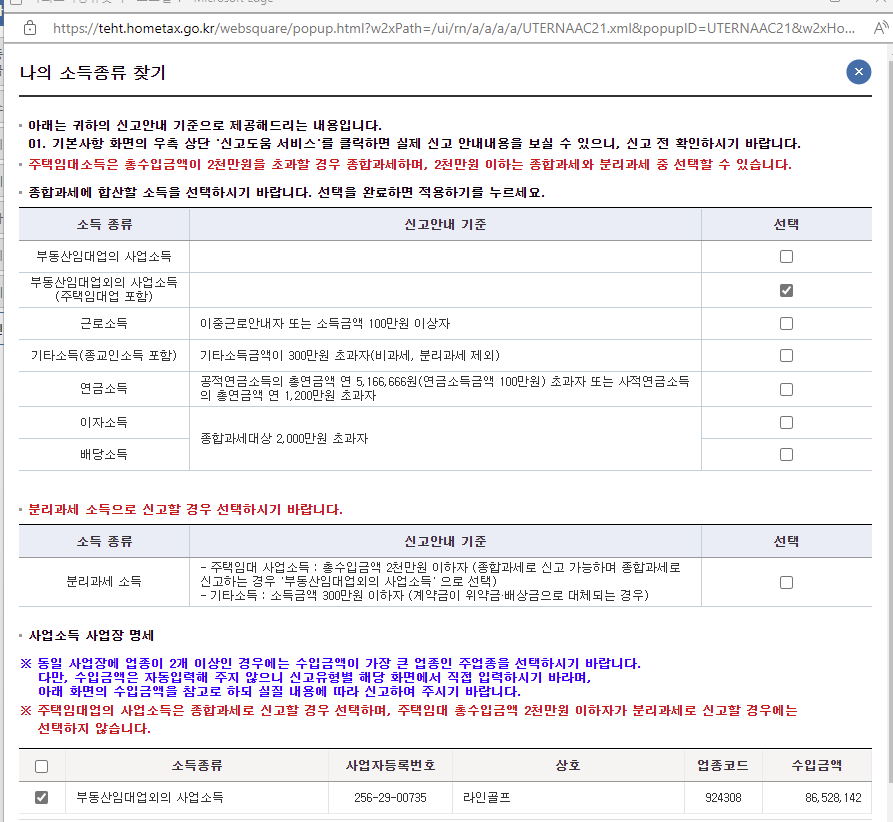 https://teht.hometax.go.kr/websquare/popup.html?w2xPath=/ui/rn/a/a/a/a/UTERNAAC21.xml&popupID=UTERNAAC21&w2xHo...
나의 소득종류 찾기
아래는 귀하의 신고안내 기준으로 제공해드리는 내용입니다.
01. 기본사항 화면의 우측 상단 '신고도움 서비스'를 클릭하면 실제 신고 안내내용을 보실 수 있으니, 신고 전 확인하시기 바랍니다.
주택임대소득은 총수입금액이 2천만원을 초과할 경우 종합과세하며, 2천만원 이하는 종합과세와 분리과세 중 선택할 수 있습니다.
종합과세에 합산할 소득을 선택하시기 바랍니다. 선택을 완료하면 적용하기를 누르세요.
소득 종류 신고안내 기준 선택
부동산임대업의 사업소득
부동산임대업외의 사업소득
(주택임대업 포함)
근로소득 이중근로안내자 또는 소득금액 100만원 이상자
기타소득(종교인소득 포함) 기타소득금액이 300만원 초과자(비과세, 분리과세 제외)
연금소득 공적연금소득의 총연금액 연 5,166,666원(연금소득금액 100만원) 초과자 또는 사적연금소득
의 총연금액 연 1,200만원 초과자
이자소득
종합과세대상 2,000만원 초과자
배당소득
분리과세 소득으로 신고할 경우 선택하시기 바랍니다.
소득 종류 신고안내 기준 선택
분리과세 소득
- 주택임대 사업소득 : 총수입금액 2천만원 이하자 (종합과세로 신고 가능하며 종합과세로
신고하는 경우 '부동산임대업외의 사업소득' 으로 선택)
- 기타소득 : 소득금액 300만원 이하자 (계약금이 위약금·배상금으로 대체되는 경우)
사업소득 사업장 명세
※ 동일 사업장에 업종이 2개 이상인 경우에는 수입금액이 가장 큰 업종인 주업종을 선택하시기 바랍니다.
다만, 수입금액은 자동입력해 주지 않으니 신고유형별 해당 화면에서 직접 입력하시기 바라며,
아래 화면의 수입금액을 참고로 하되 실질 내용에 따라 신고하여 주시기 바랍니다.
※ 주택임대업의 사업소득은 종합과세로 신고할 경우 선택하며, 주택임대 총수입금액 2천만원 이하자가 분리과세로 신고할 경우에는
선택하지 않습니다.
소득종류 사업자등록번호 상호 업종코드 수입금액
부동산임대업외의 사업소득 256-29-00735 라인골프 924308 86,528,142